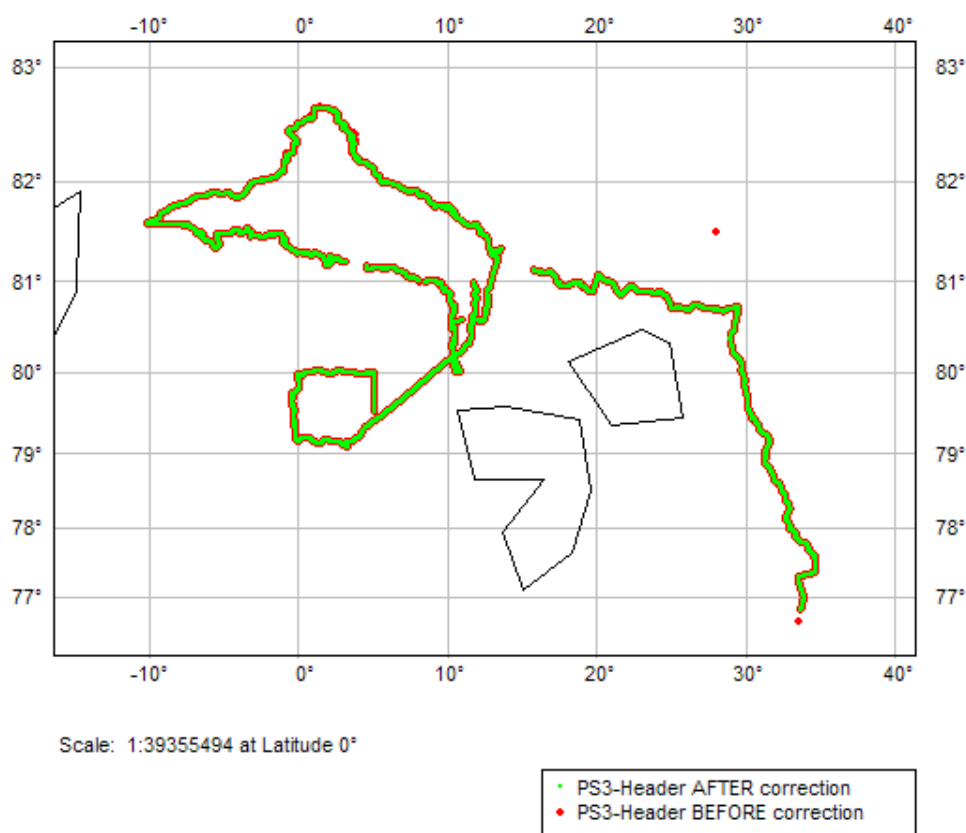 -10° 0° 10° 20° 30° 40°
83° 83°
82° 82°
81° 81°
80° 80°
79° 79°
78° 78°
77° 77°
-10° 0° 10° 20° 30° 40°
Scale: 1:39355494 at Latitude 0°
PS3-Header AFTER correction
PS3-Header BEFORE correction